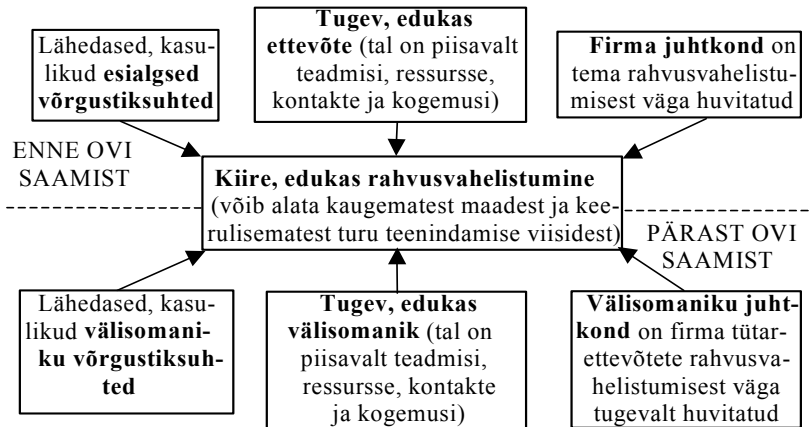 Lähedased, kasu-
likud esialgsed
võrgustiksuhted
Tugev, edukas
ettevõte (tal on
piisavalt
teadmisi, ressursse,
kontakte ja kogemusi)
Firma juhtkond on
tema rahvusvahelistu-
misest väga huvitatud
ENNE OVI
SAAMIST
Kiire, edukas rahvusvahelistumine
(võib alata kaugematest maadest ja kee-
rulisematest turu teenindamise viisidest)
PÄRAST OVI
SAAMIST
Lähedased, kasu-
likud välisomani-
ku võrgustiksuh-
ted
Tugev, edukas
välisomanik (tal on
piisavalt teadmisi,
ressursse, kontakte
ja kogemusi)
Välisomaniku juht-
kond on firma tütar-
ettevõtete rahvusva-
helistumisest väga
tugevalt huvitatud